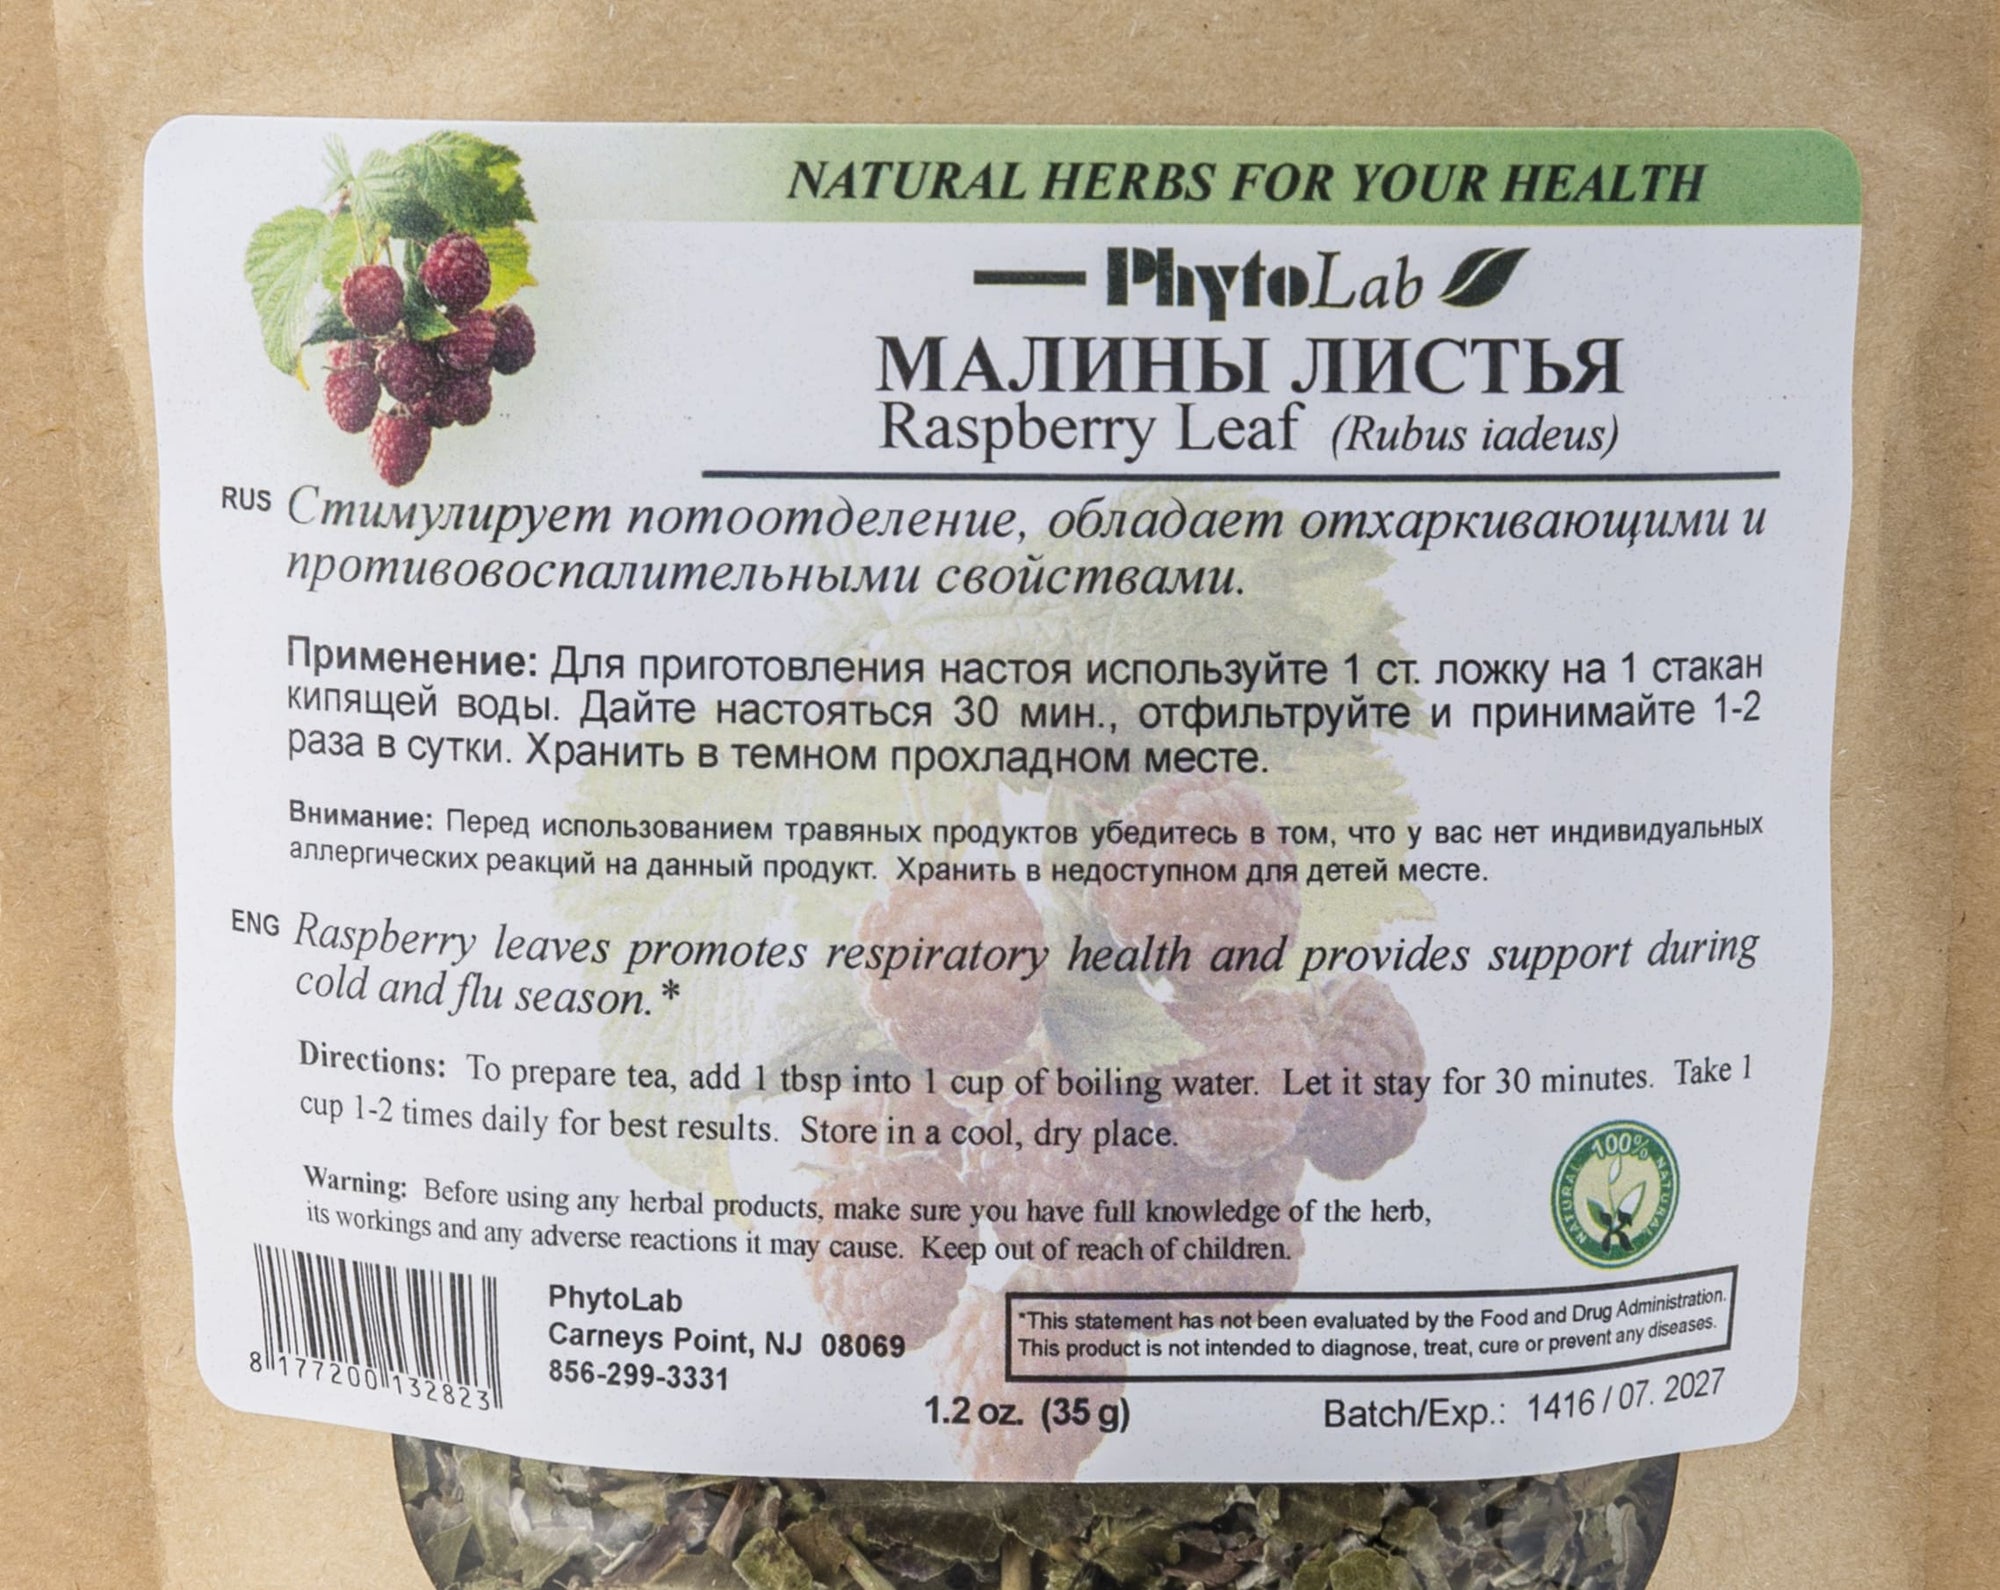 NATURAL HERBS FOR YOUR HEALTH
PhytoLab
МАЛИНЫ ЛИСТЬЯ
Raspberry Leaf (Rubus iadeus)
RUS Стимулирует потоотделение, обладает отхаркивающими и
противовоспалительными свойствами.
Применение: Для приготовления настоя используйте 1 ст. ложку на 1 стакан
кипящей воды. Дайте настояться 30 мин., отфильтруйте и принимайте 1-2
раза в сутки. Хранить в темном прохладном месте.
Внимание: Перед использованием травяных продуктов убедитесь в том, что у вас нет индивидуальных
аллергических реакций на данный продукт. Хранить в недоступном для детей месте.
ENG Raspberry leaves promotes respiratory health and provides support during
cold and flu season.*
Directions: To prepare tea, add 1 tbsp into 1 cup of boiling water. Let it stay for 30 minutes. Take 1
cup 1-2 times daily for best results. Store in a cool, dry place.
Warning: Before using any herbal products, make sure you have full knowledge of the herb,
its workings and any adverse reactions it may cause. Keep out of reach of children.
100%
NATURAL NATURAL
PhytoLab
Carneys Point, NJ 08069
856-299-3331
*This statement has not been evaluated by the Food and Drug Administration.
This product is not intended to diagnose, treat, cure or prevent any diseases.
8 17720013282 3
1.2 oz. (35 g)
Batch/Exp.: 1416 / 07. 2027